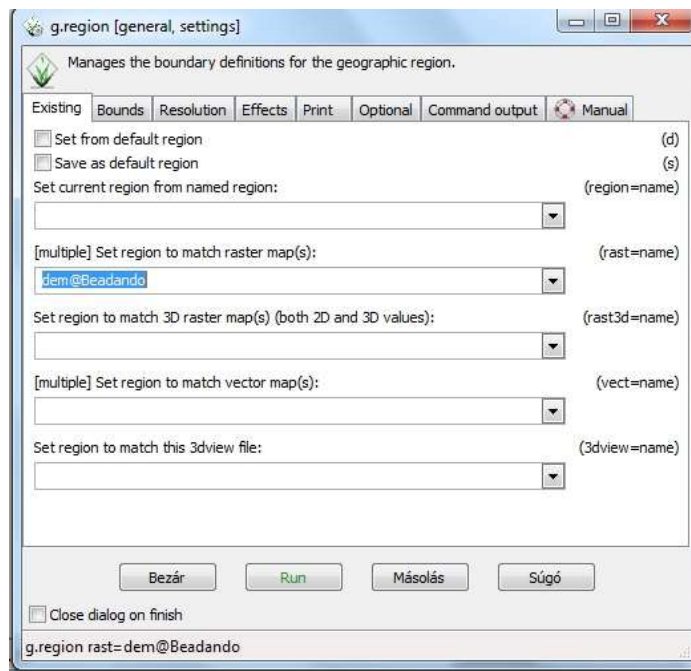 g.region [general, settings]
Manages the boundary definitions for the geographic region.
Existing Bounds Resolution Effects Print Optional Command output Manual
Set from default region (d)
Save as default region (s)
Set current region from named region: (region=name)
[multiple] Set region to match raster map(s): (rast=name)
dem@Beadando
Set region to match 3D raster map(s) (both 2D and 3D values): (rast3d=name)
[multiple] Set region to match vector map(s): (vect=name)
Set region to match this 3dview file: (3dview=name)
Bezár Run Másolás Súgó
Close dialog on finish
g.region rast=dem@Beadando